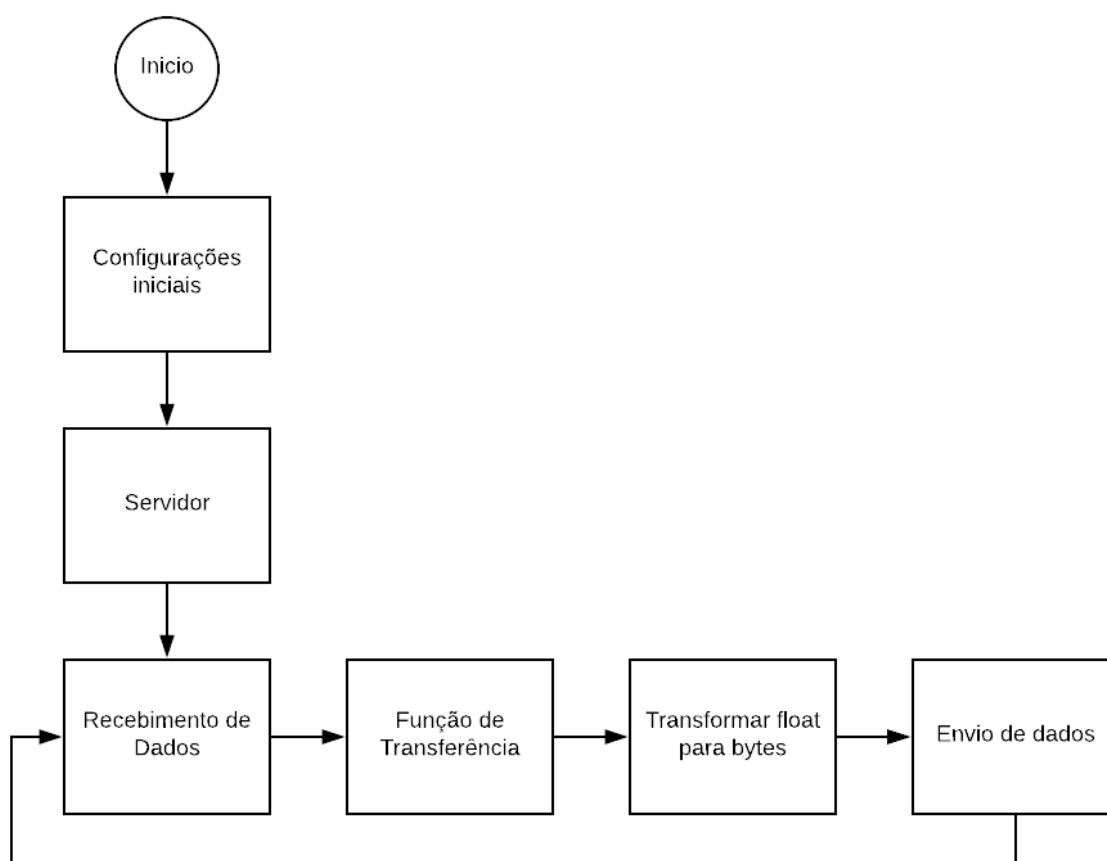 Inicio
Configurações
iniciais
Servidor
Recebimento de
Dados
Função de
Transferência
Transformar float
para bytes
Envio de dados